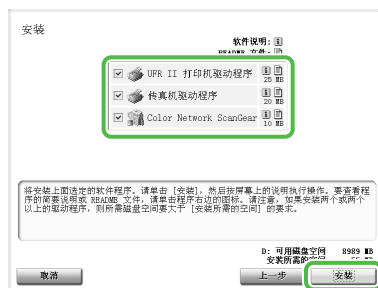 安装
软件说明:
README 文件:
UFR II 打印机驱动程序
25 MB
传真机驱动程序
20 MB
Color Network ScanGear
10 MB
将安装上面选定的软件程序。请单击 [安装]，然后按屏幕上的说明执行操作。要查看程
序的简要说明或 README 文件，请单击程序右边的图标。请注意，如果安装两个或两个
以上的驱动程序，则所需磁盘空间要大于 [安装所需的空间] 的要求。
D: 可用磁盘空间 8989 MB
安装所需的空间 55 MB
取消
上一步
安装